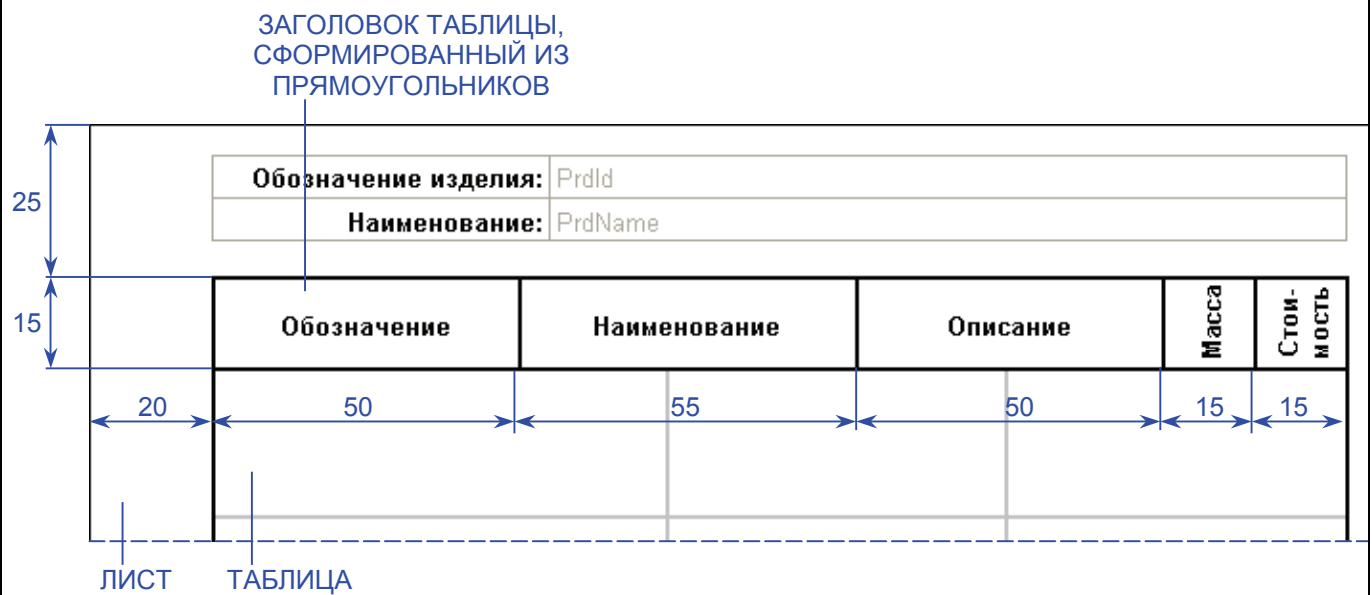 ЗАГОЛОВОК ТАБЛИЦЫ,
СФОРМИРОВАННЫЙ ИЗ
ПРЯМОУГОЛЬНИКОВ
25
Обозначение изделия: PrdId
Наименование: PrdName
15
Обозначение Наименование Описание Масса Стои-
мость
20 50 55 50 15 15
ЛИСТ ТАБЛИЦА